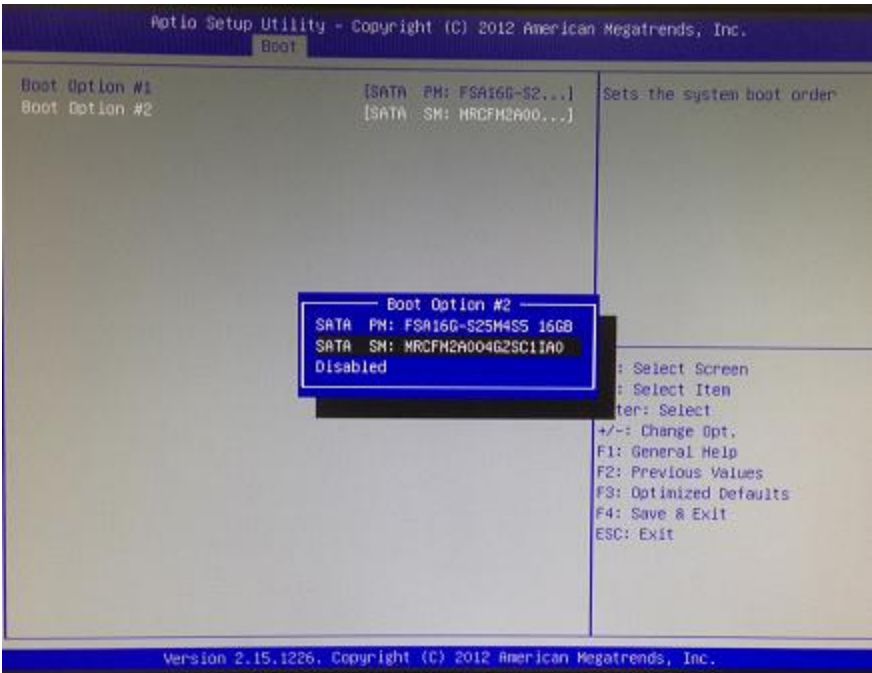 Aptio Setup Utility – Copyright (C) 2012 American Megatrends, Inc.
Boot
Boot Option #1 [SATA PM: FSA16G-S2...]
Boot Option #2 [SATA SM: MRCFM2A00...]
Sets the system boot order
Boot Option #2
SATA PM: FSA16G-S25M4S5 16GB
SATA SM: MRCFM2A004GZSC1IA0
Disabled
: Select Screen
: Select Item
ter: Select
+/-: Change Opt.
F1: General Help
F2: Previous Values
F3: Optimized Defaults
F4: Save & Exit
ESC: Exit
Version 2.15.1226. Copyright (C) 2012 American Megatrends, Inc.